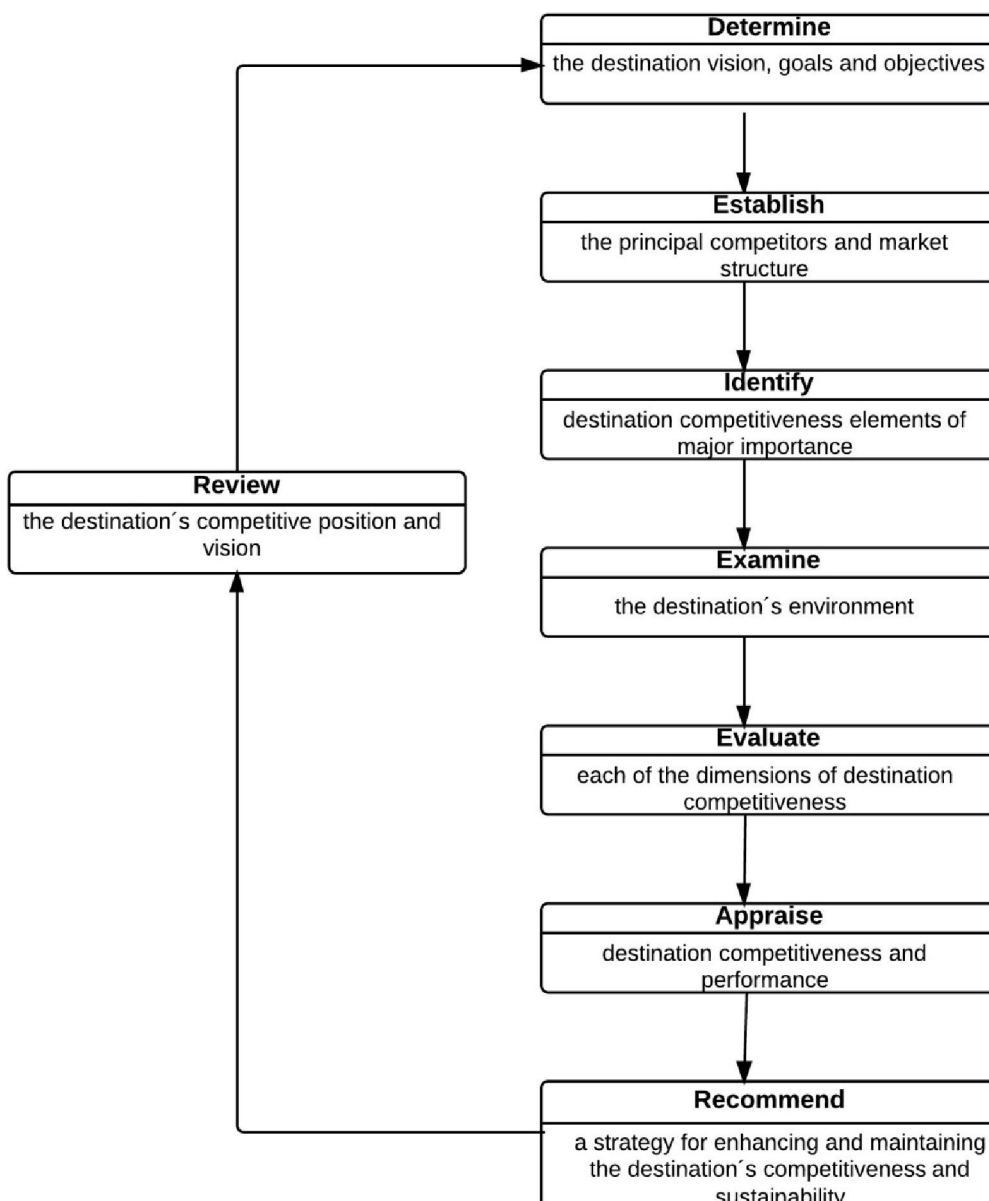 Determine
the destination vision, goals and objectives
Establish
the principal competitors and market
structure
Identify
destination competitiveness elements of
major importance
Review
the destination´s competitive position and
vision
Examine
the destination´s environment
Evaluate
each of the dimensions of destination
competitiveness
Appraise
destination competitiveness and
performance
Recommend
a strategy for enhancing and maintaining
the destination´s competitiveness and
sustainability